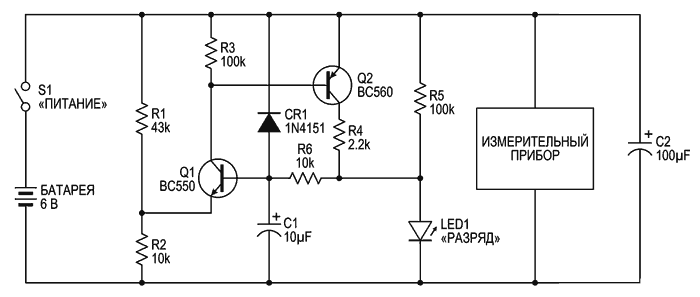 S1
«ПИТАНИЕ»
БАТАРЕЯ
6 В
R1
43k
R2
10k
R3
100k
Q1
BC550
CR1
1N4151
R6
10k
+
C1
10µF
Q2
BC560
R4
2.2k
R5
100k
LED1
«РАЗРЯД»
ИЗМЕРИТЕЛЬНЫЙ
ПРИБОР
+
C2
100µF